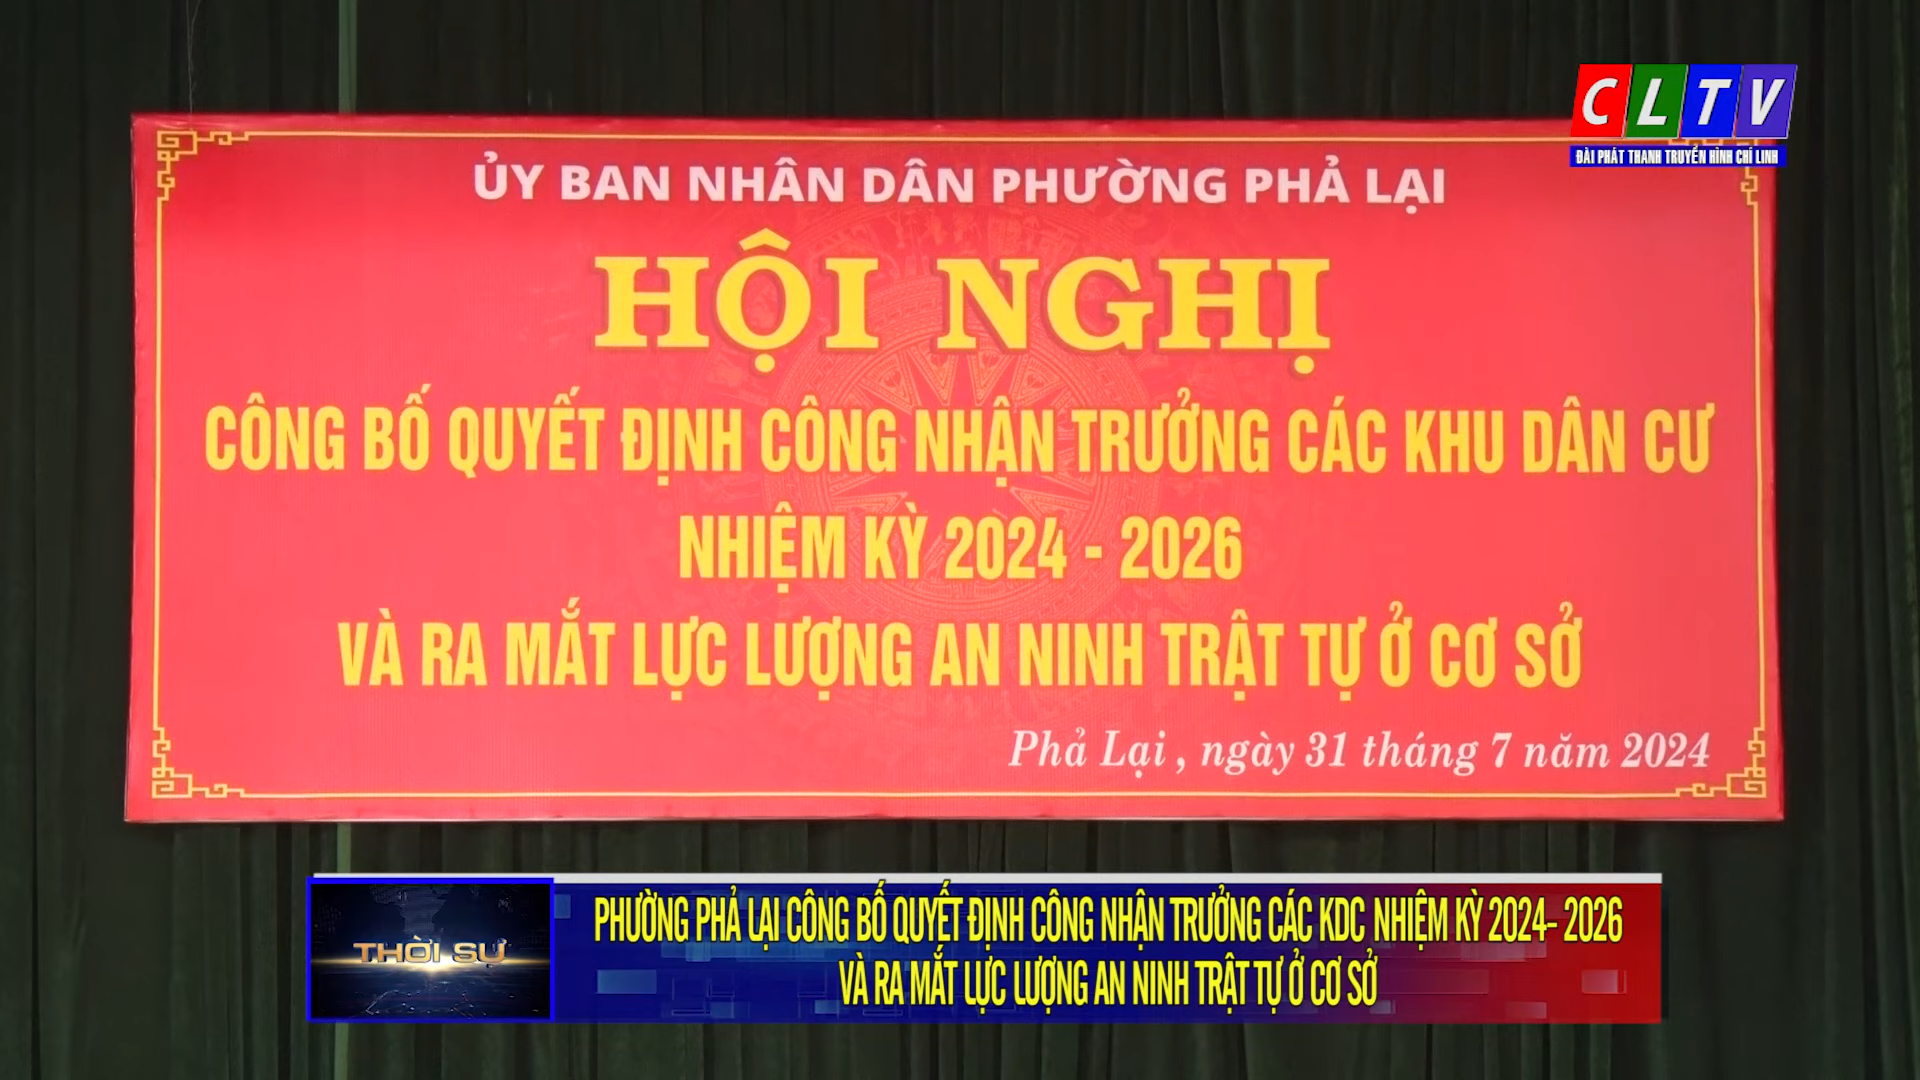 CLTV
ĐÀI PHÁT THANH TRUYỀN HÌNH CHÍ LINH
ỦY BAN NHÂN DÂN PHƯỜNG PHẢ LẠI
HỘI NGHỊ
CÔNG BỐ QUYẾT ĐỊNH CÔNG NHẬN TRƯỞNG CÁC KHU DÂN CƯ
NHIỆM KỲ 2024 - 2026
VÀ RA MẮT LỰC LƯỢNG AN NINH TRẬT TỰ Ở CƠ SỞ
Phả Lại , ngày 31 tháng 7 năm 2024
THỜI SỰ
PHƯỜNG PHẢ LẠI CÔNG BỐ QUYẾT ĐỊNH CÔNG NHẬN TRƯỞNG CÁC KDC NHIỆM KỲ 2024- 2026
VÀ RA MẮT LỰC LƯỢNG AN NINH TRẬT TỰ Ở CƠ SỞ